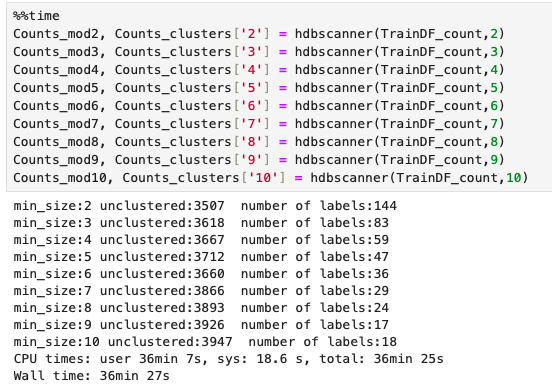 %%time
Counts_mod2, Counts_clusters['2'] = hdbscanner(TrainDF_count,2)
Counts_mod3, Counts_clusters['3'] = hdbscanner(TrainDF_count,3)
Counts_mod4, Counts_clusters['4'] = hdbscanner(TrainDF_count,4)
Counts_mod5, Counts_clusters['5'] = hdbscanner(TrainDF_count,5)
Counts_mod6, Counts_clusters['6'] = hdbscanner(TrainDF_count,6)
Counts_mod7, Counts_clusters['7'] = hdbscanner(TrainDF_count,7)
Counts_mod8, Counts_clusters['8'] = hdbscanner(TrainDF_count,8)
Counts_mod9, Counts_clusters['9'] = hdbscanner(TrainDF_count,9)
Counts_mod10, Counts_clusters['10'] = hdbscanner(TrainDF_count,10)
min_size:2 unclustered:3507  number of labels:144
min_size:3 unclustered:3618  number of labels:83
min_size:4 unclustered:3667  number of labels:59
min_size:5 unclustered:3712  number of labels:47
min_size:6 unclustered:3660  number of labels:36
min_size:7 unclustered:3866  number of labels:29
min_size:8 unclustered:3893  number of labels:24
min_size:9 unclustered:3926  number of labels:17
min_size:10 unclustered:3947  number of labels:18
CPU times: user 36min 7s, sys: 18.6 s, total: 36min 25s
Wall time: 36min 27s